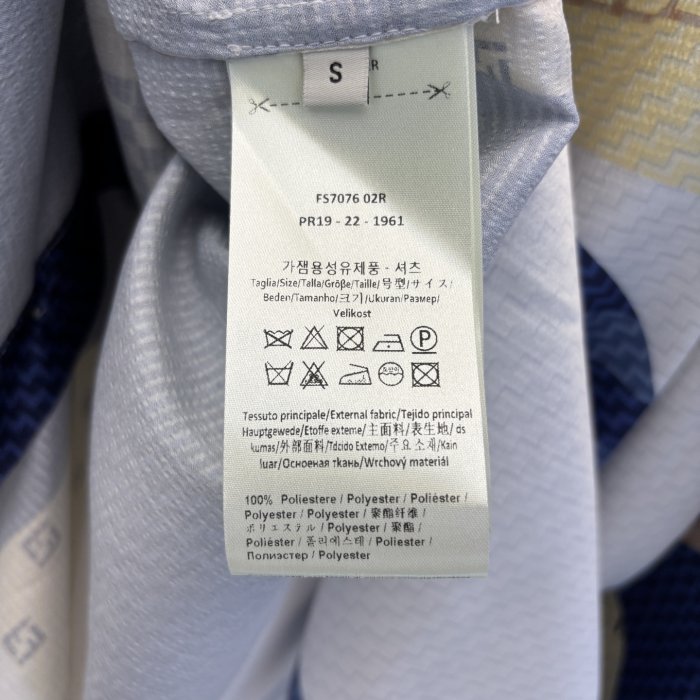 S
R
FS7076 02R
PR19 - 22 - 1961
가잼용성유제품 - 셔츠
Taglia/Size/Talla/Größe/Taille/号型/サイズ/
Beden/Tamanho/크기/Ukuran/Размер/
Velikost
P
Tessuto principale/External fabric/Tejido principal
Hauptgewede/Etoffe exteme/主面料/表生地/ds
kumas/外部面料/Tdcido Extemo/주요 소재/Kain
luar/Осноеная ткань/Wrchový materiál
100% Poliestere / Polyester / Poliéster /
Polyester / Polyester / 聚酯纤维 /
ポリエステル / Polyester / 聚酯 /
Poliéster / 폴리에스테 / Poliester /
Полиэстер / Polyester